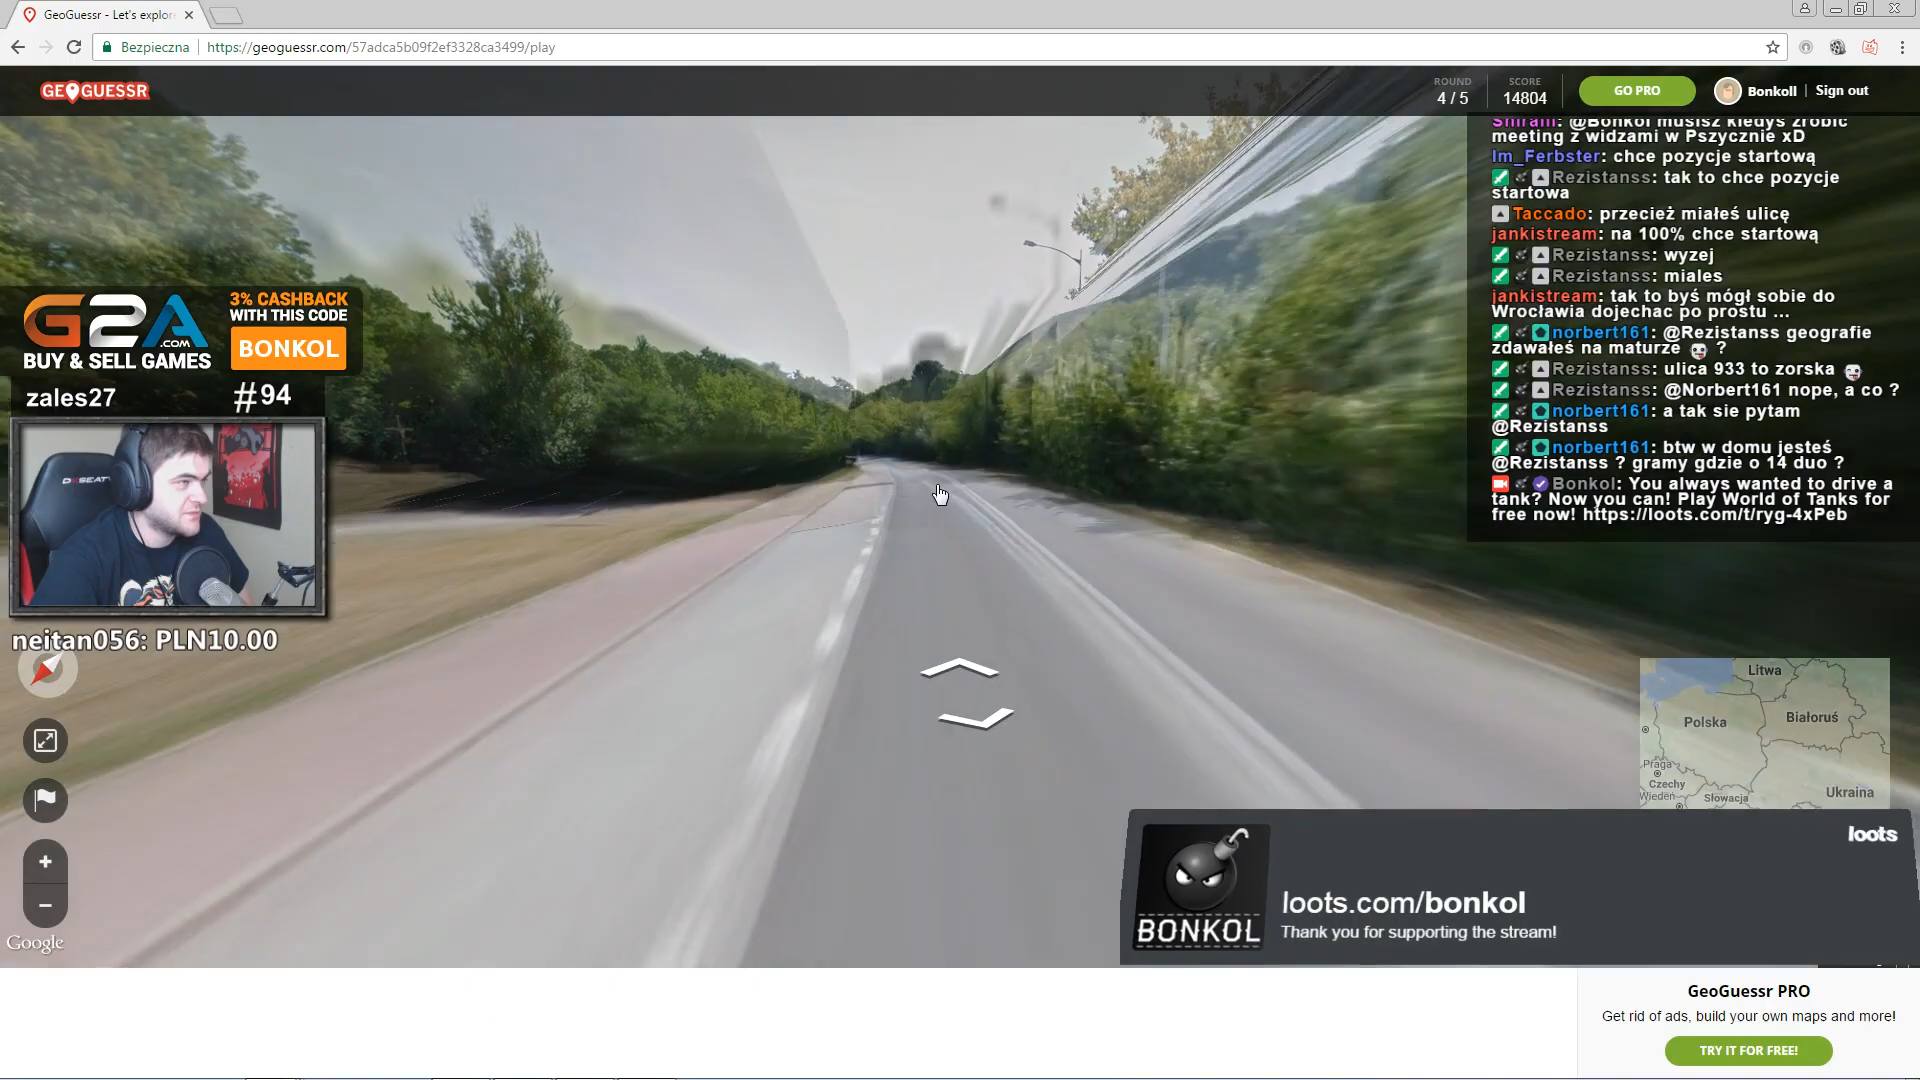 GeoGuessr - Let's explor
Bezpieczna
https://geoguessr.com/57adca5b09f2ef3328ca3499/play
GEOGUESSR
ROUND
4 / 5
SCORE
14804
GO PRO
Bonkoll
Sign out
Shiraiii: @Bonkol musisz kiedyś zrobić
meeting z widzami w Pszycznie xD
Im_Ferbster: chce pozycje startową
Rezistanss: tak to chce pozycje
startowa
Taccado: przecież miałeś ulicę
jankistream: na 100% chce startową
Rezistanss: wyzej
Rezistanss: miales
jankistream: tak to byś mógł sobie do
Wrocławia dojechac po prostu ...
norbert161: @Rezistanss geografie
zdawałeś na maturze ?
Rezistanss: ulica 933 to zorska
Rezistanss: @Norbert161 nope, a co ?
norbert161: a tak sie pytam
@Rezistanss
norbert161: btw w domu jesteś
@Rezistanss ? gramy gdzie o 14 duo ?
Bonkol: You always wanted to drive a
tank? Now you can! Play World of Tanks for
free now! https://loots.com/t/ryg-4xPeb
G2A
.COM
BUY & SELL GAMES
3% CASHBACK
WITH THIS CODE
BONKOL
zales27
#94
DXSEAT
neitan056: PLN10.00
Litwa
Polska
Białoruś
Praga
Czechy
Wiedeń
Słowacja
Ukraina
Google
loots
BONKOL
loots.com/bonkol
Thank you for supporting the stream!
GeoGuessr PRO
Get rid of ads, build your own maps and more!
TRY IT FOR FREE!